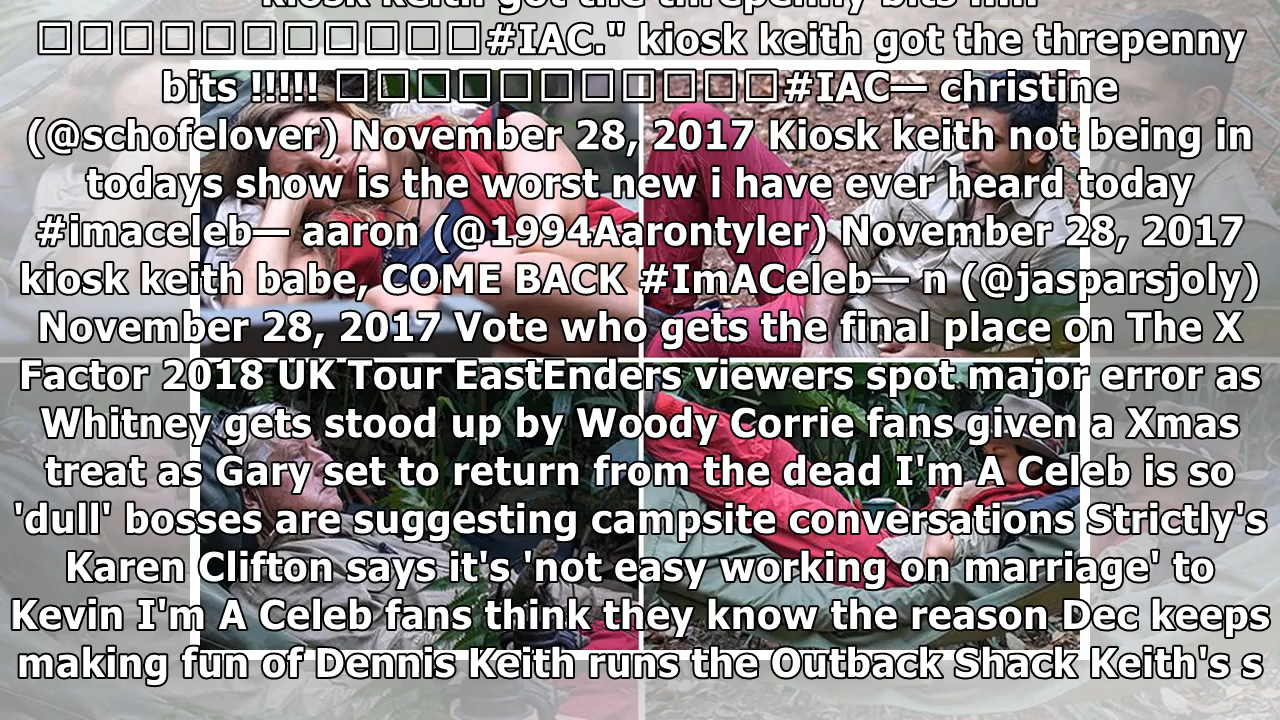 kiosk keith got the threpenny bits !!!!!
□□□□□□□□□□□#IAC." kiosk keith got the threpenny
bits !!!!! □□□□□□□□□□□#IAC— christine
(@schofelover) November 28, 2017 Kiosk keith not being in
todays show is the worst new i have ever heard today
#imaceleb— aaron (@1994Aarontyler) November 28, 2017
kiosk keith babe, COME BACK #ImACeleb— n (@jasparsjoly)
November 28, 2017 Vote who gets the final place on The X
Factor 2018 UK Tour EastEnders viewers spot major error as
Whitney gets stood up by Woody Corrie fans given a Xmas
treat as Gary set to return from the dead I'm A Celeb is so
'dull' bosses are suggesting campsite conversations Strictly's
Karen Clifton says it's 'not easy working on marriage' to
Kevin I'm A Celeb fans think they know the reason Dec keeps
making fun of Dennis Keith runs the Outback Shack Keith's s